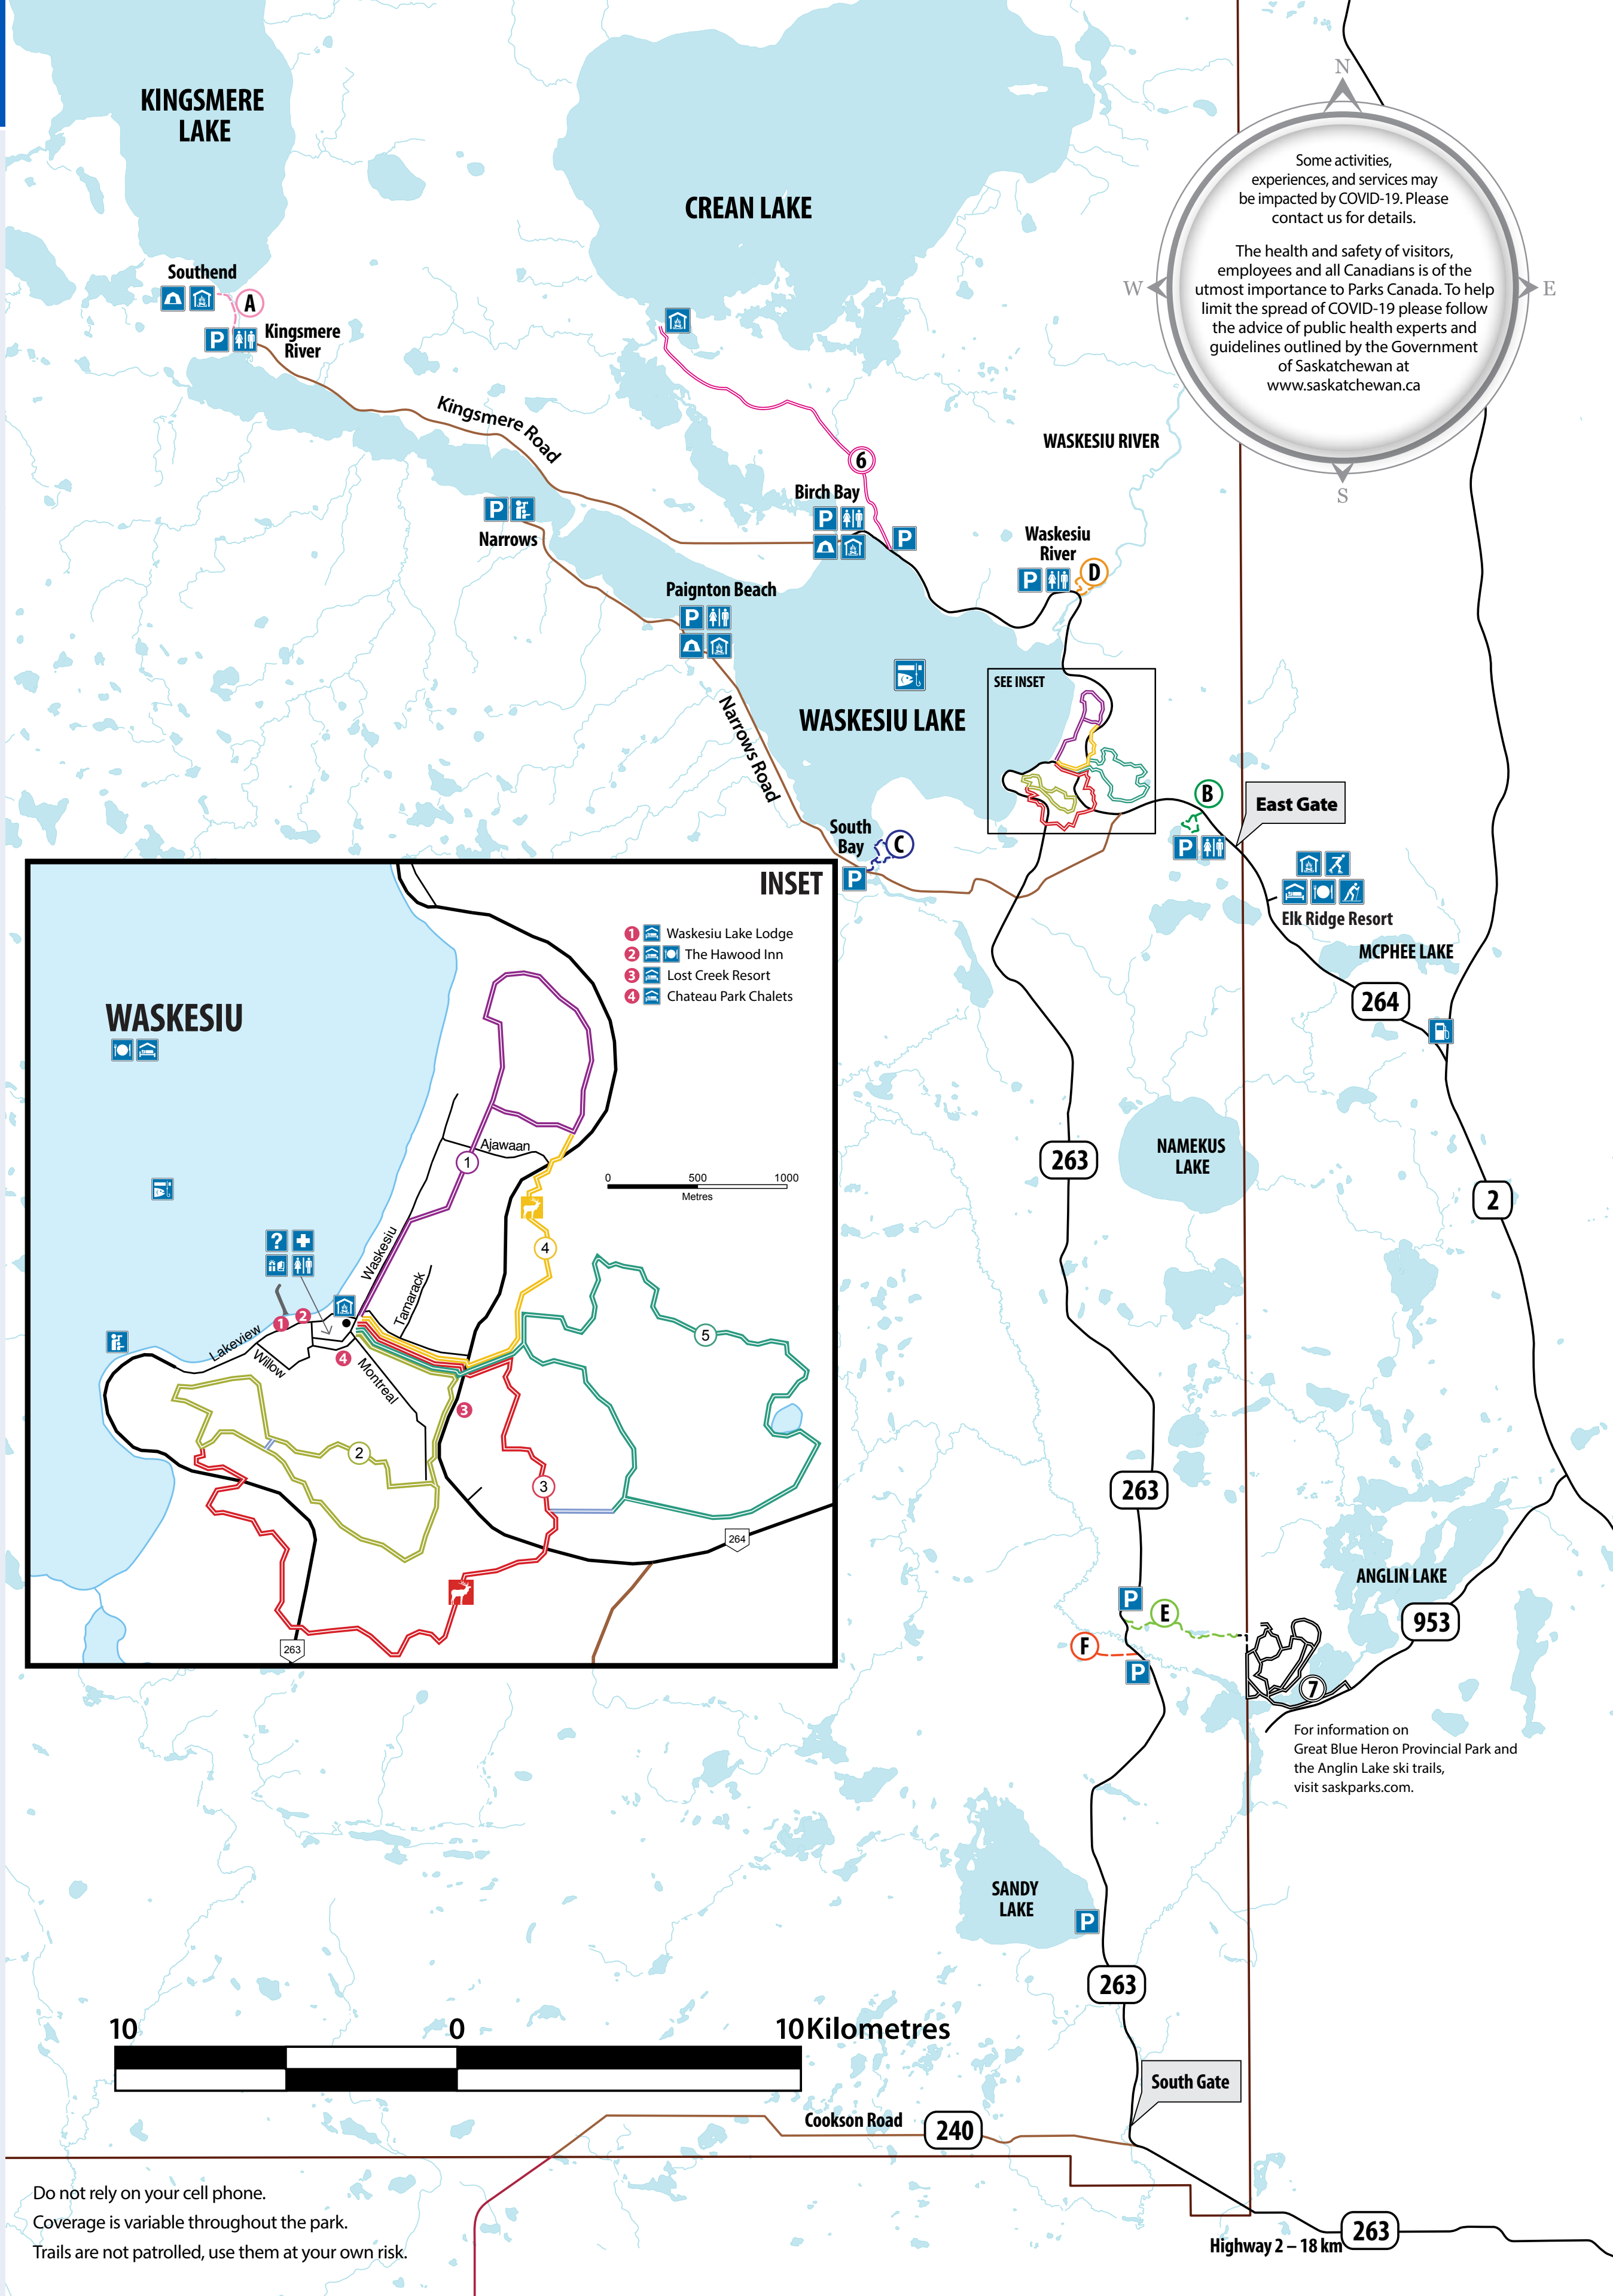 KINGSMERE
LAKE
CREAN LAKE
N
W
E
S
Some activities,
experiences, and services may
be impacted by COVID-19. Please
contact us for details.
The health and safety of visitors,
employees and all Canadians is of the
utmost importance to Parks Canada. To help
limit the spread of COVID-19 please follow
the advice of public health experts and
guidelines outlined by the Government
of Saskatchewan at
www.saskatchewan.ca
Southend
A
P
Kingsmere
River
Kingsmere Road
WASKESIU RIVER
6
Birch Bay
P
P
P
Narrows
Waskesiu
River
P
D
Paignton Beach
P
SEE INSET
WASKESIU LAKE
Narrows Road
B
East Gate
P
South
Bay
C
P
Elk Ridge Resort
MCPHEE LAKE
264
INSET
1 Waskesiu Lake Lodge
2 The Hawood Inn
3 Lost Creek Resort
4 Chateau Park Chalets
WASKESIU
Ajawaan
1
0 500 1000
Metres
4
Waskesiu
Tamarack
?
1
2
Lakeview
Willow
4
Montreal
3
5
2
3
264
263
263
NAMEKUS
LAKE
2
263
ANGLIN LAKE
953
P
E
F
P
7
For information on
Great Blue Heron Provincial Park and
the Anglin Lake ski trails,
visit saskparks.com.
SANDY
LAKE
P
263
10 0 10 Kilometres
South Gate
Cookson Road
240
Do not rely on your cell phone.
Coverage is variable throughout the park.
Trails are not patrolled, use them at your own risk.
Highway 2 – 18 km
263